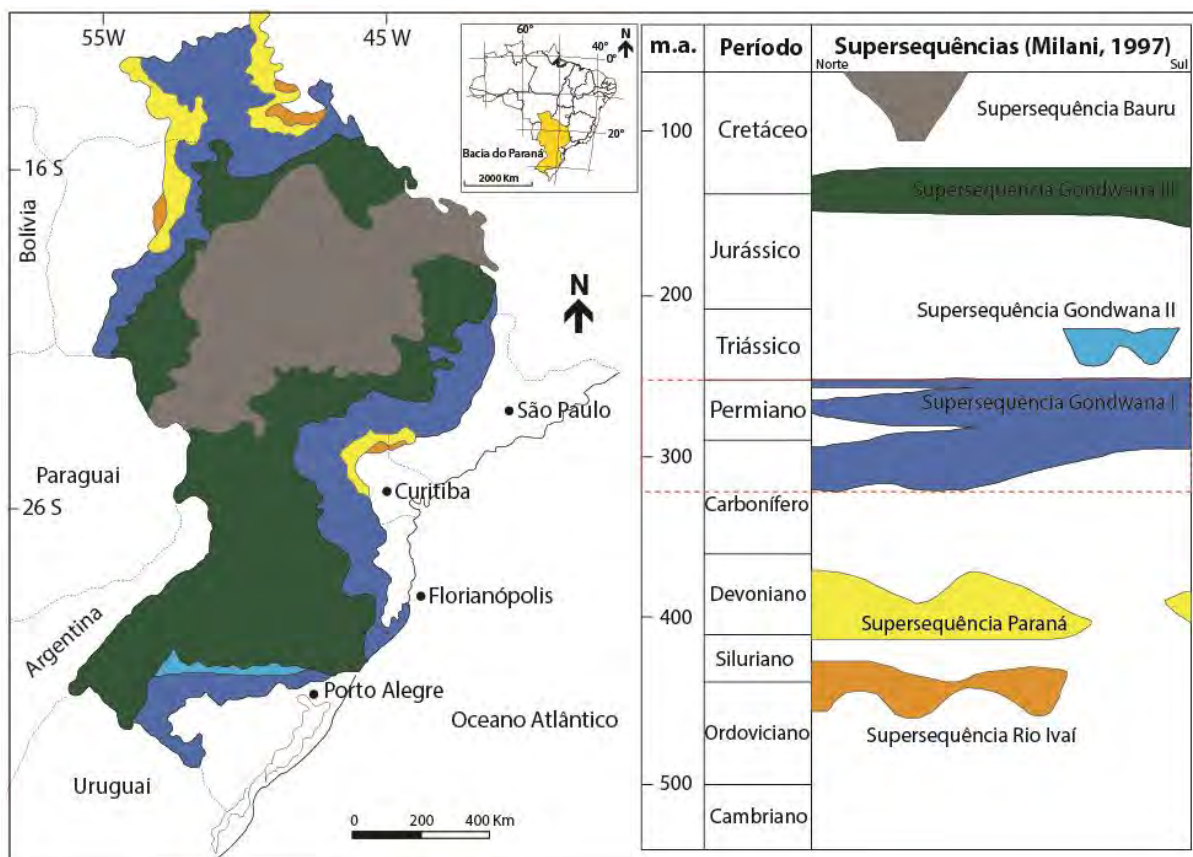 55W
45 W
16 S
26 S
Bolívia
Paraguai
Argentina
Uruguai
São Paulo
Curitiba
Florianópolis
Porto Alegre
Oceano Atlântico
N
0 200 400 Km
60°
N
40°
0°
20°
Bacia do Paraná
2000 Km
m.a.
Período
Supersequências (Milani, 1997)
Norte
Sul
100
200
300
400
500
Cretáceo
Jurássico
Triássico
Permiano
Carbonífero
Devoniano
Siluriano
Ordoviciano
Cambriano
Supersequência Bauru
Supersequência Gondwana III
Supersequência Gondwana II
Supersequência Gondwana I
Supersequência Paraná
Supersequência Rio Ivaí